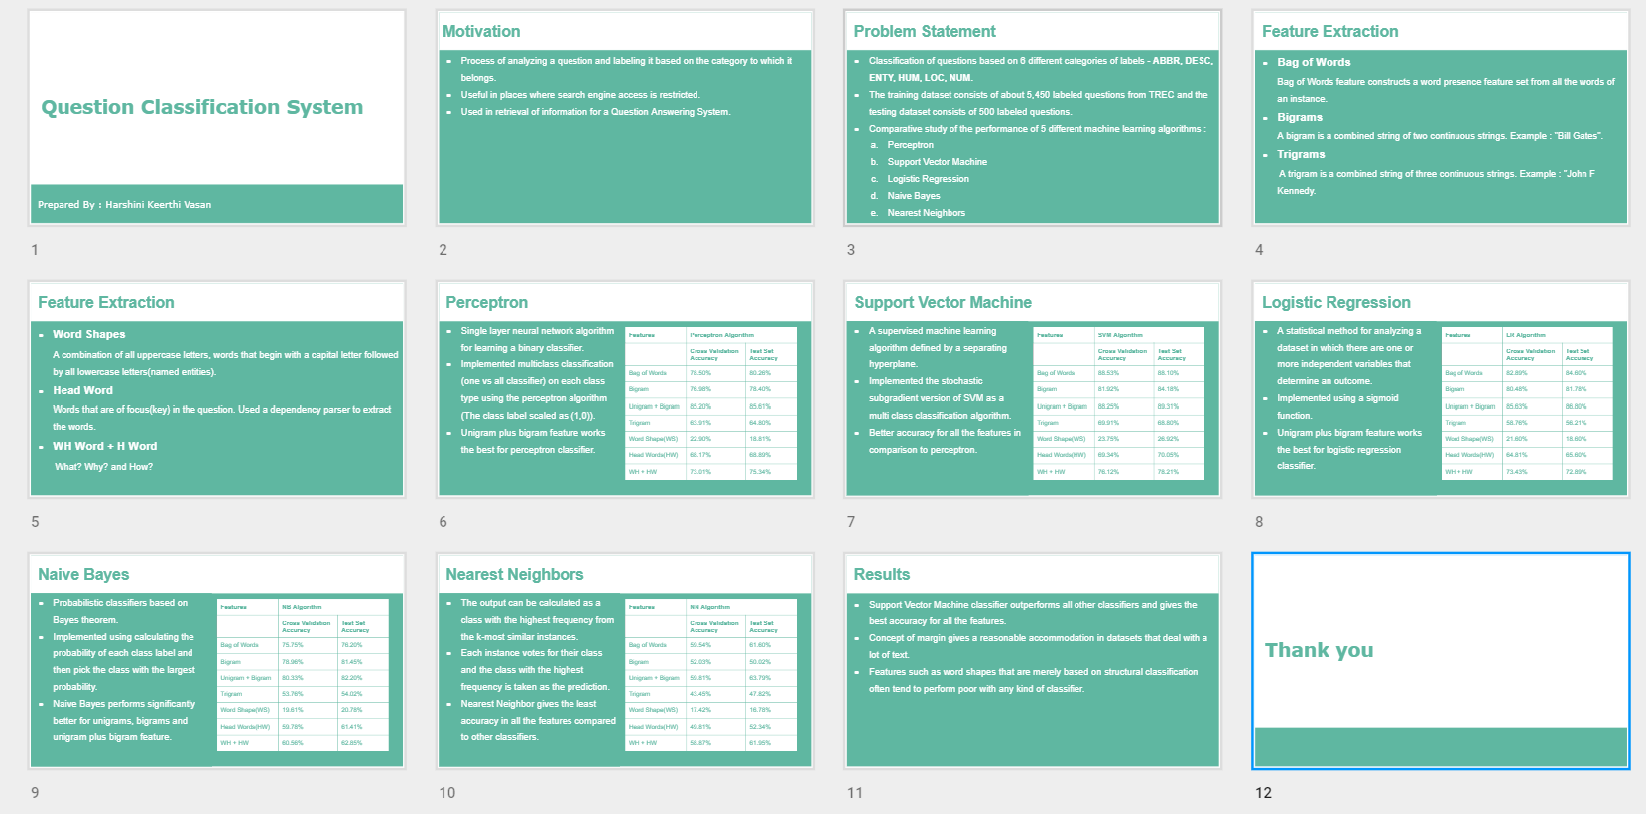 Question Classification System
Prepared By : Harshini Keerthi Vasan
1
Motivation
Process of analyzing a question and labeling it based on the category to which it
belongs.
Useful in places where search engine access is restricted.
Used in retrieval of information for a Question Answering System.
2
Problem Statement
Classification of questions based on 6 different categories of labels - ABBR, DESC,
ENTY, HUM, LOC, NUM.
The training dataset consists of about 5,450 labeled questions from TREC and the
testing dataset consists of 500 labeled questions.
Comparative study of the performance of 5 different machine learning algorithms :
a. Perceptron
b. Support Vector Machine
c. Logistic Regression
d. Naive Bayes
e. Nearest Neighbors
3
Feature Extraction
Bag of Words
Bag of Words feature constructs a word presence feature set from all the words of
an instance.
Bigrams
A bigram is a combined string of two continuous strings. Example : "Bill Gates".
Trigrams
A trigram is a combined string of three continuous strings. Example : "John F
Kennedy.
4
Feature Extraction
Word Shapes
A combination of all uppercase letters, words that begin with a capital letter followed
by all lowercase letters(named entities).
Head Word
Words that are of focus(key) in the question. Used a dependency parser to extract
the words.
WH Word + H Word
What? Why? and How?
5
Perceptron
Single layer neural network algorithm
for learning a binary classifier.
Implemented multiclass classification
(one vs all classifier) on each class
type using the perceptron algorithm
(The class label scaled as (1,0)).
Unigram plus bigram feature works
the best for perceptron classifier.
Features Perceptron Algorithm
Cross Validation Accuracy Test Set Accuracy
Bag of Words 78.50% 80.26%
Bigram 76.98% 78.40%
Unigram + Bigram 85.20% 85.61%
Trigram 63.91% 64.80%
Word Shape(WS) 22.90% 18.81%
Head Words(HW) 66.17% 68.89%
WH + HW 73.01% 75.34%
6
Support Vector Machine
A supervised machine learning
algorithm defined by a separating
hyperplane.
Implemented the stochastic
subgradient version of SVM as a
multi class classification algorithm.
Better accuracy for all the features in
comparison to perceptron.
Features SVM Algorithm
Cross Validation Accuracy Test Set Accuracy
Bag of Words 88.53% 88.10%
Bigram 81.92% 84.18%
Unigram + Bigram 88.25% 89.31%
Trigram 69.91% 68.80%
Word Shape(WS) 23.75% 26.92%
Head Words(HW) 69.34% 70.05%
WH + HW 76.12% 78.21%
7
Logistic Regression
A statistical method for analyzing a
dataset in which there are one or
more independent variables that
determine an outcome.
Implemented using a sigmoid
function.
Unigram plus bigram feature works
the best for logistic regression
classifier.
Features LR Algorithm
Cross Validation Accuracy Test Set Accuracy
Bag of Words 82.89% 84.60%
Bigram 80.48% 81.78%
Unigram + Bigram 85.63% 88.80%
Trigram 58.76% 56.21%
Word Shape(WS) 21.60% 18.60%
Head Words(HW) 64.81% 65.60%
WH + HW 73.43% 72.89%
8
Naive Bayes
Probabilistic classifiers based on
Bayes theorem.
Implemented using calculating the
probability of each class label and
then pick the class with the largest
probability.
Naive Bayes performs significantly
better for unigrams, bigrams and
unigram plus bigram feature.
Features NB Algorithm
Cross Validation Accuracy Test Set Accuracy
Bag of Words 75.75% 76.20%
Bigram 78.96% 81.45%
Unigram + Bigram 80.33% 82.20%
Trigram 53.76% 54.02%
Word Shape(WS) 19.61% 20.78%
Head Words(HW) 59.78% 61.41%
WH + HW 60.56% 62.85%
9
Nearest Neighbors
The output can be calculated as a
class with the highest frequency from
the k-most similar instances.
Each instance votes for their class
and the class with the highest
frequency is taken as the prediction.
Nearest Neighbor gives the least
accuracy in all the features compared
to other classifiers.
Features NN Algorithm
Cross Validation Accuracy Test Set Accuracy
Bag of Words 59.54% 61.60%
Bigram 52.03% 50.02%
Unigram + Bigram 59.81% 63.79%
Trigram 43.45% 47.82%
Word Shape(WS) 17.42% 16.78%
Head Words(HW) 49.81% 52.34%
WH + HW 58.67% 61.95%
10
Results
Support Vector Machine classifier outperforms all other classifiers and gives the
best accuracy for all the features.
Concept of margin gives a reasonable accommodation in datasets that deal with a
lot of text.
Features such as word shapes that are merely based on structural classification
often tend to perform poor with any kind of classifier.
11
Thank you
12